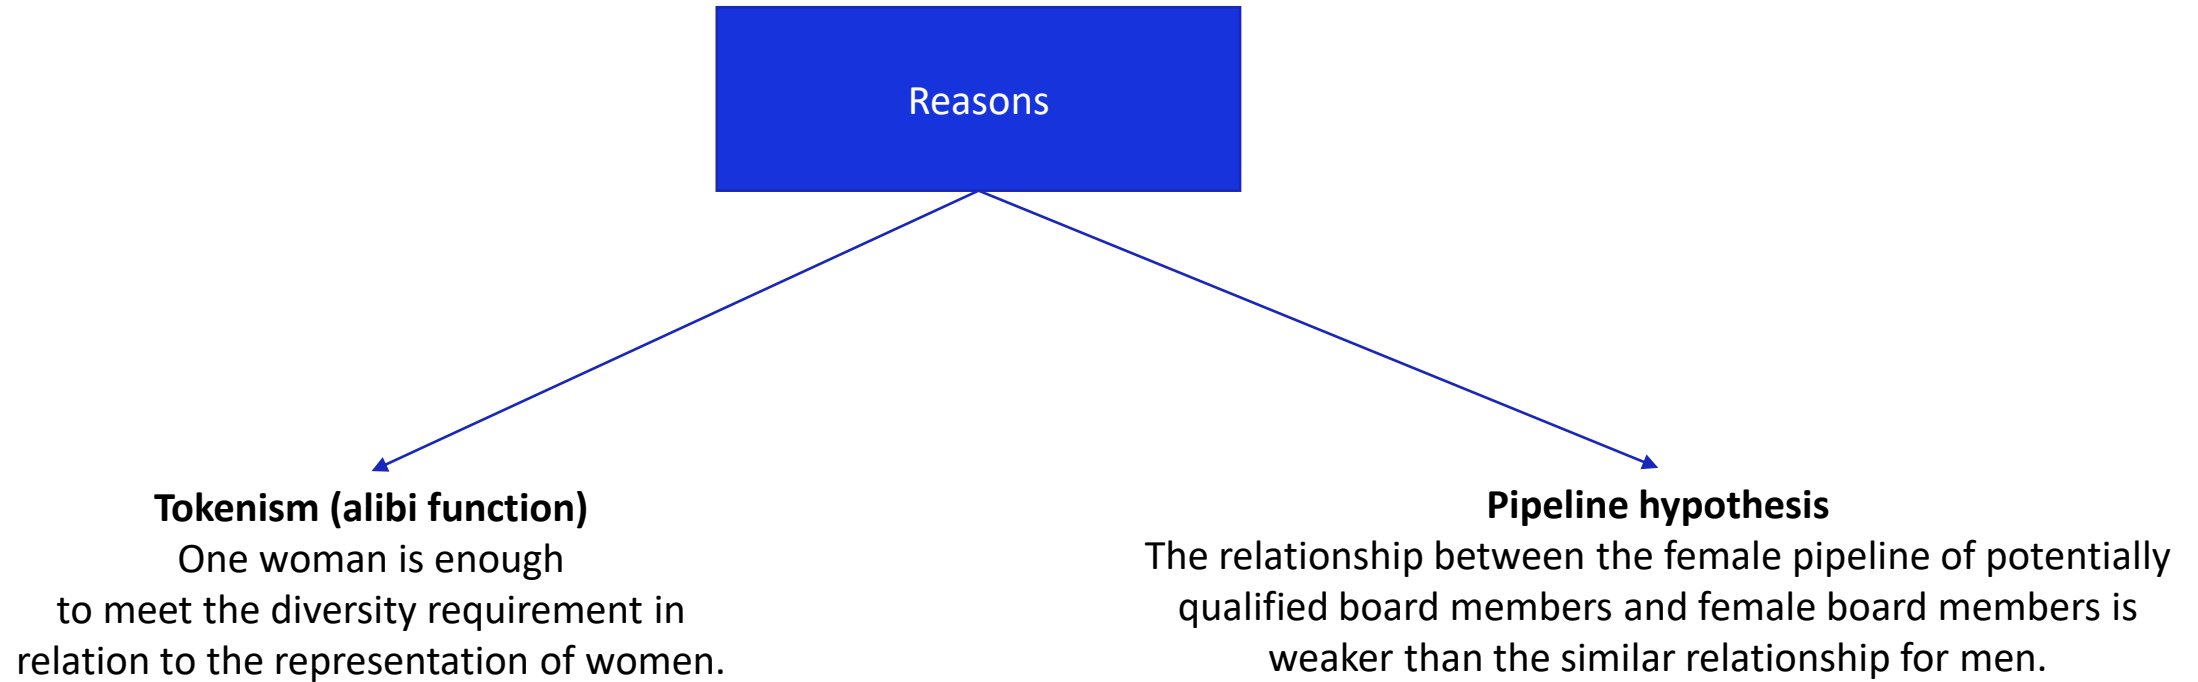 Reasons
Tokenism (alibi function)
One woman is enough
to meet the diversity requirement in
relation to the representation of women.
Pipeline hypothesis
The relationship between the female pipeline of potentially
qualified board members and female board members is
weaker than the similar relationship for men.